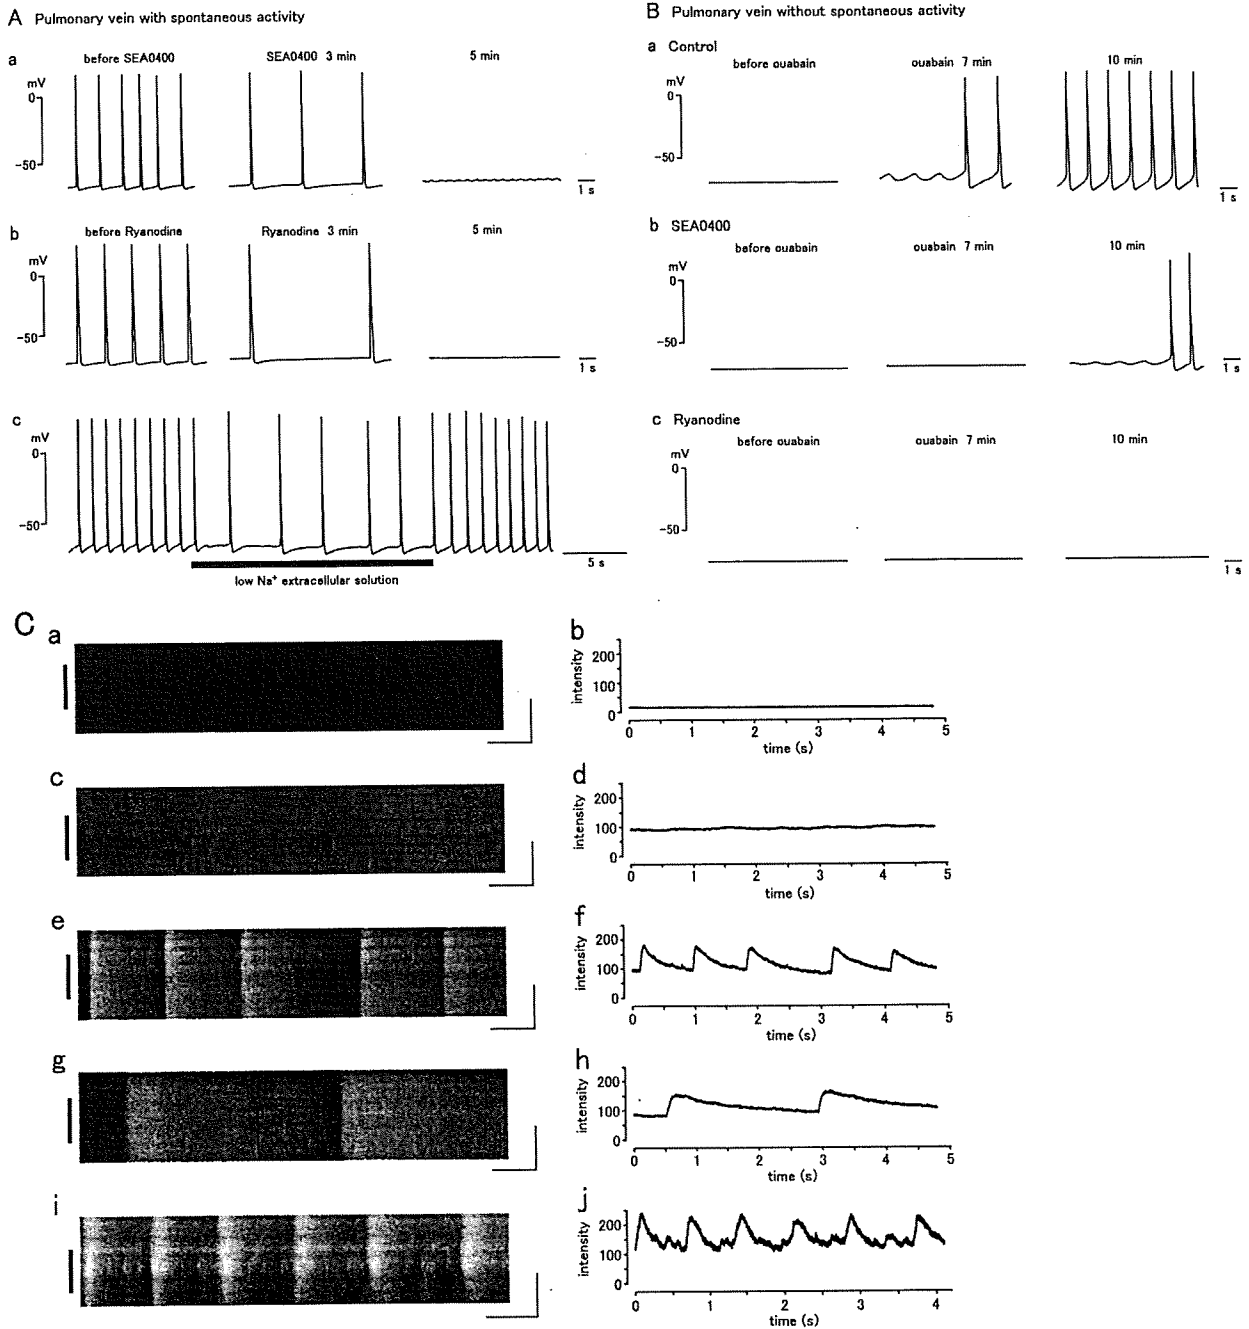 A Pulmonary vein with spontaneous activity
a
before SEA0400
SEA0400 3 min
5 min
mV
0
-50
1 s
b
before Ryanodine
Ryanodine 3 min
5 min
mV
0
-50
1 s
c
mV
0
-50
5 s
low Na⁺ extracellular solution
B Pulmonary vein without spontaneous activity
a Control
before ouabain
ouabain 7 min
10 min
mV
0
-50
1 s
b SEA0400
before ouabain
ouabain 7 min
10 min
mV
0
-50
1 s
c Ryanodine
before ouabain
ouabain 7 min
10 min
mV
0
-50
1 s
C
a
b
intensity
200
100
0
0 1 2 3 4 5
time (s)
c
d
intensity
200
100
0
0 1 2 3 4 5
time (s)
e
f
intensity
200
100
0
0 1 2 3 4 5
time (s)
g
h
intensity
200
100
0
0 1 2 3 4 5
time (s)
i
j
intensity
200
100
0
0 1 2 3 4
time (s)